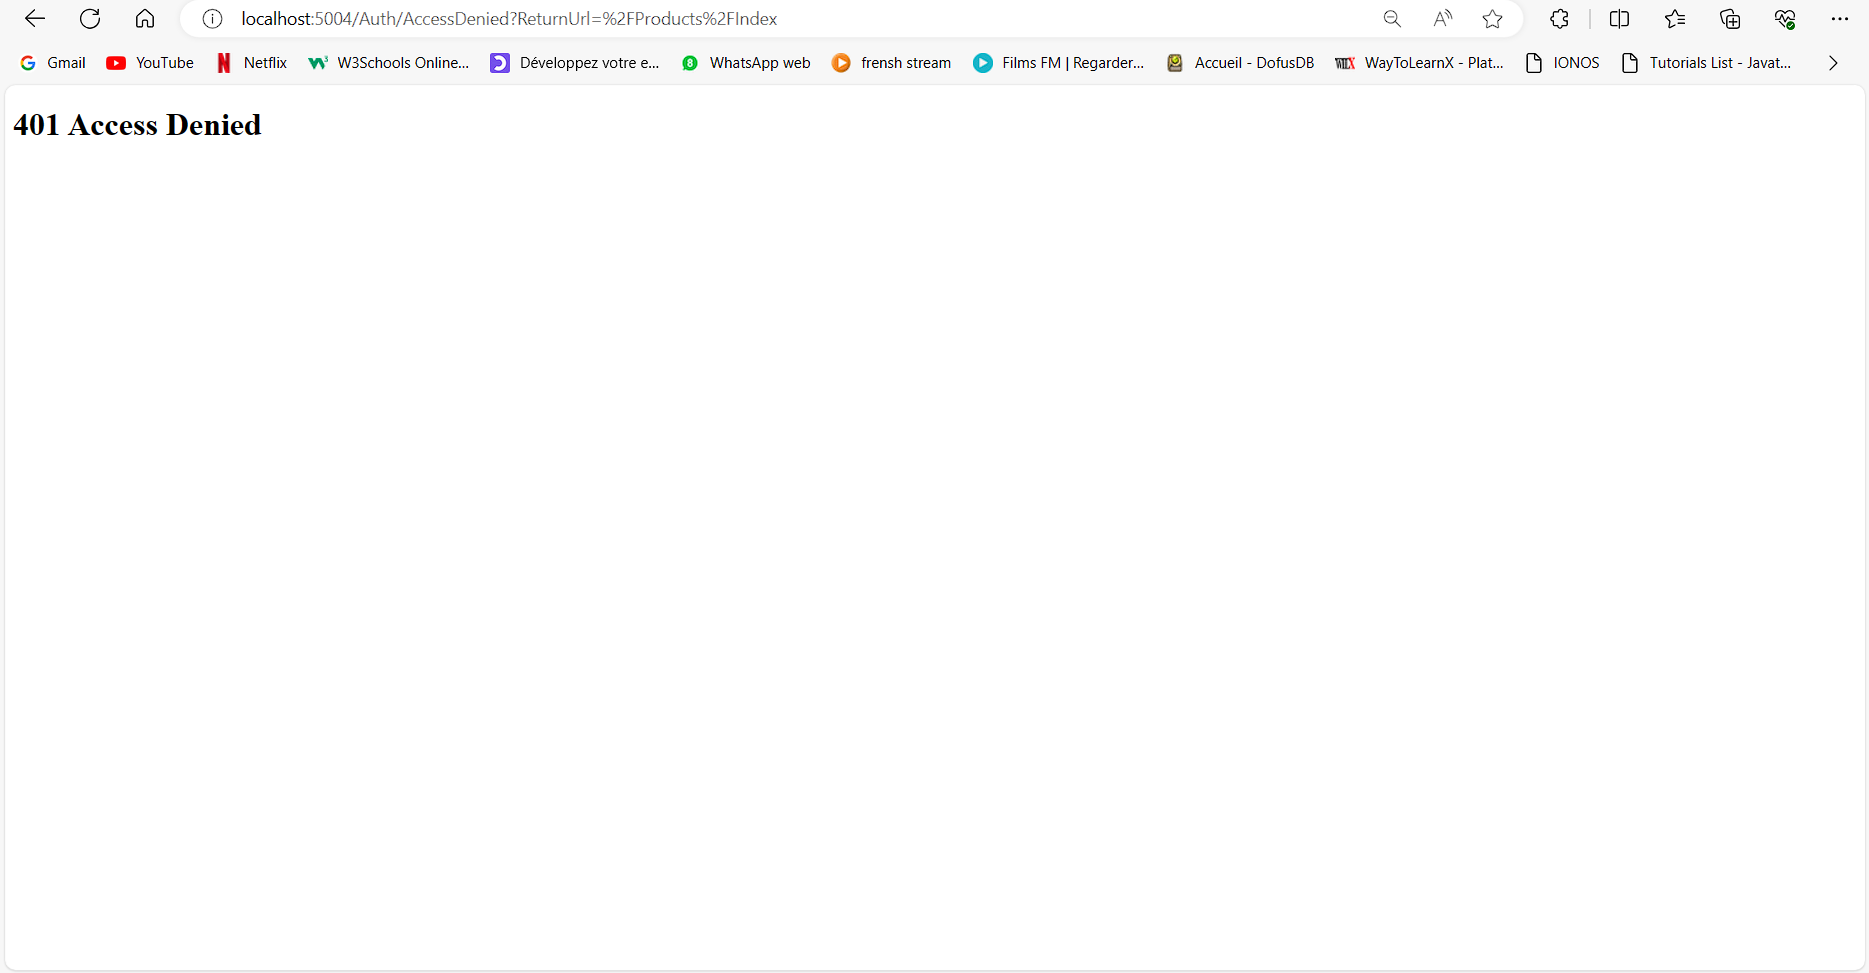 localhost:5004/Auth/AccessDenied?ReturnUrl=%2FProducts%2FIndex
Gmail YouTube Netflix W3Schools Online... Développez votre e... WhatsApp web frensh stream Films FM | Regarder... Accueil - DofusDB WayToLearnX - Plat... IONOS Tutorials List - Javat...
401 Access Denied